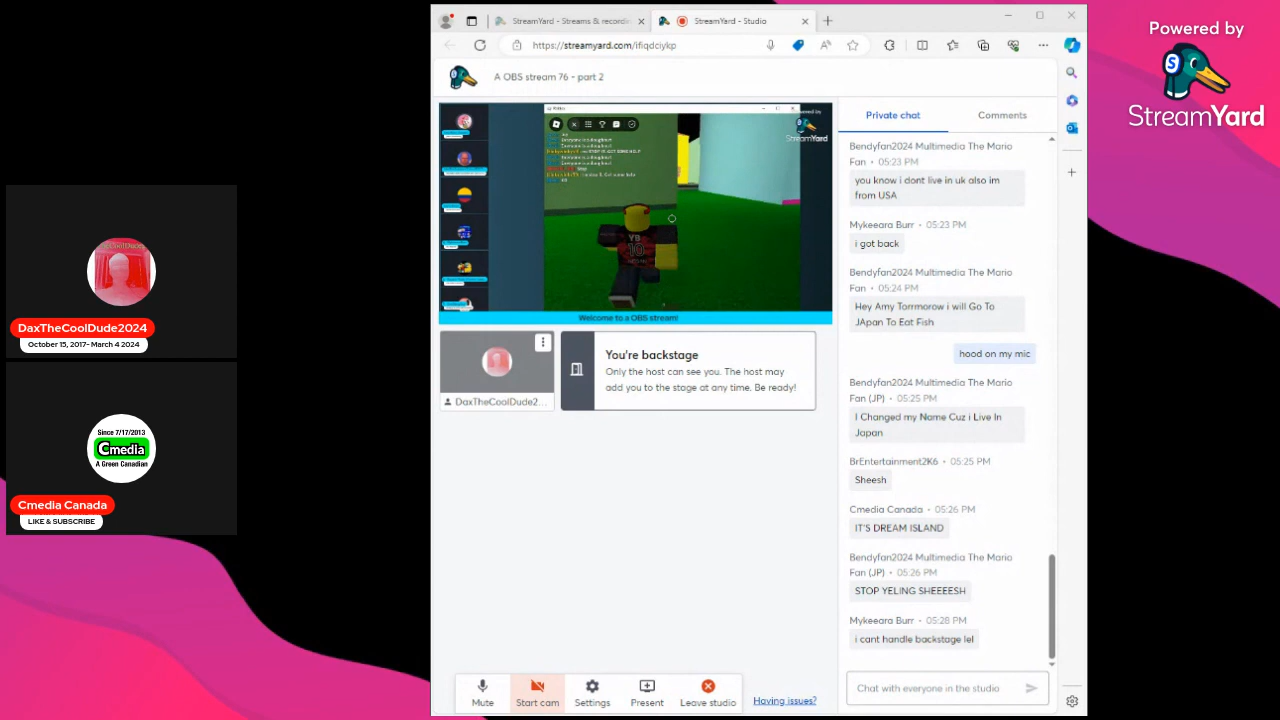 Powered by
StreamYard
DaxTheCoolDude2024
October 15, 2017- March 4 2024
Since 7/17/2013
Cmedia
A Green Canadian
Cmedia Canada
LIKE & SUBSCRIBE
StreamYard - Streams & recordin
StreamYard - Studio
https://streamyard.com/ifiqdciykp
A OBS stream 76 - part 2
StreamYard
YB
10
Welcome to a OBS stream!
DaxTheCoolDude2...
You're backstage
Only the host can see you. The host may
add you to the stage at any time. Be ready!
Mute
Start cam
Settings
Present
Leave studio
Having issues?
Private chat
Comments
Bendyfan2024 Multimedia The Mario
Fan • 05:23 PM
you know i dont live in uk also im
from USA
Mykeeara Burr • 05:23 PM
i got back
Bendyfan2024 Multimedia The Mario
Fan • 05:24 PM
Hey Amy Torrmorow i will Go To
JApan To Eat Fish
hood on my mic
Bendyfan2024 Multimedia The Mario
Fan (JP) • 05:25 PM
I Changed my Name Cuz i Live In
Japan
BrEntertainment2K6 • 05:25 PM
Sheesh
Cmedia Canada • 05:26 PM
IT'S DREAM ISLAND
Bendyfan2024 Multimedia The Mario
Fan (JP) • 05:26 PM
STOP YELING SHEEEESH
Mykeeara Burr • 05:28 PM
i cant handle backstage lel
Chat with everyone in the studio